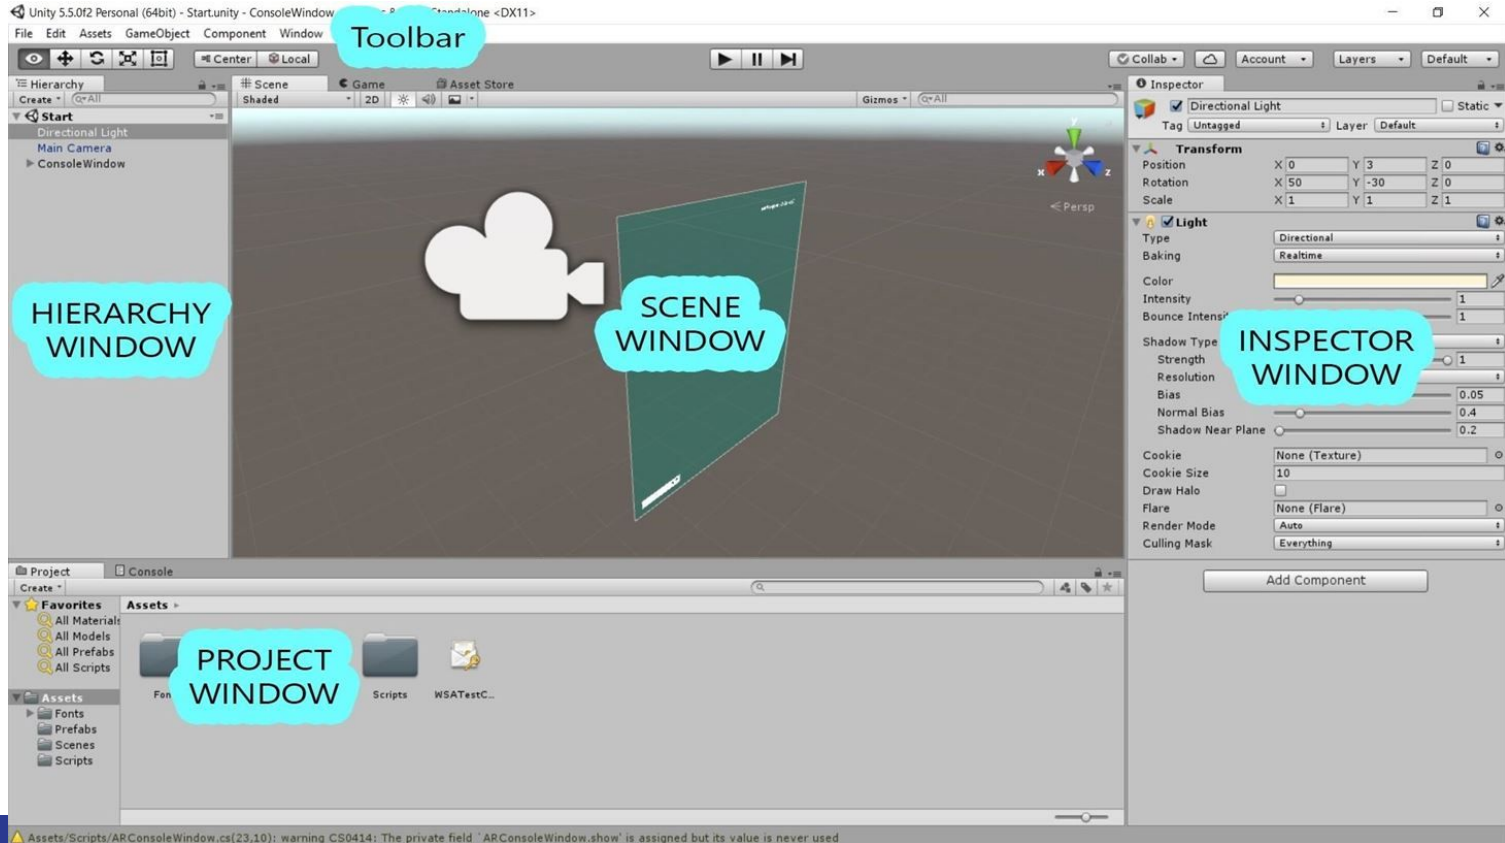 Unity 5.5.0f2 Personal (64bit) - Start.unity - ConsoleWindow Standalone <DX11>
File Edit Assets GameObject Component Window
Toolbar
Center Local
Collab Account Layers Default
Hierarchy
Create All
Start
Directional Light
Main Camera
ConsoleWindow
HIERARCHY
WINDOW
Scene Game Asset Store
Shaded 2D Gizmos All
y
x z
Persp
SCENE
WINDOW
Inspector
Directional Light Static
Tag Untagged Layer Default
Transform
Position X 0 Y 3 Z 0
Rotation X 50 Y -30 Z 0
Scale X 1 Y 1 Z 1
Light
Type Directional
Baking Realtime
Color
Intensity 1
Bounce 1
Shadow Type
Strength 1
Resolution
Bias 0.05
Normal Bias 0.4
Shadow Near Plane 0.2
INSPECTOR
WINDOW
Cookie None (Texture)
Cookie Size 10
Draw Halo
Flare None (Flare)
Render Mode Auto
Culling Mask Everything
Add Component
Project Console
Create
Favorites
All Materials
All Models
All Prefabs
All Scripts
Assets
Fonts
Prefabs
Scenes
Scripts
Assets
PROJECT
WINDOW
Scripts WSATestC...
Assets/Scripts/ARConsoleWindow.cs(23,10): warning CS0414: The private field `ARConsoleWindow.show' is assigned but its value is never used